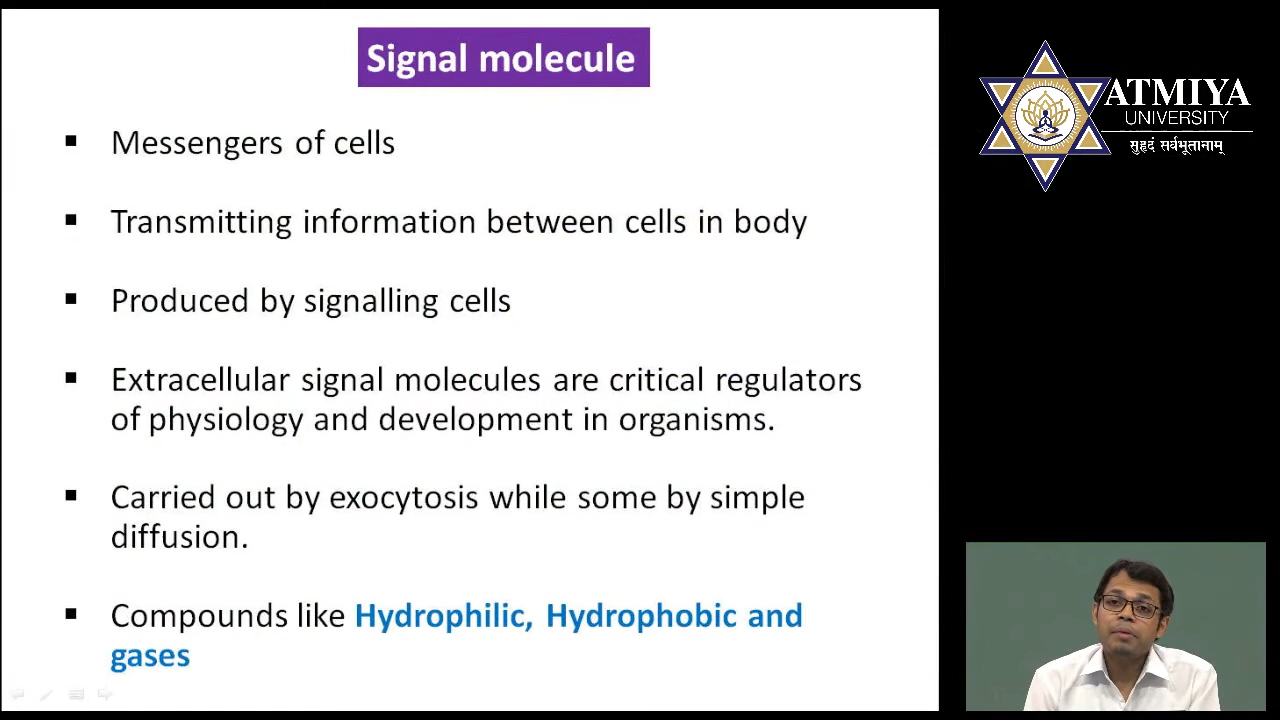 Signal molecule
▪ Messengers of cells
▪ Transmitting information between cells in body
▪ Produced by signalling cells
▪ Extracellular signal molecules are critical regulators
of physiology and development in organisms.
▪ Carried out by exocytosis while some by simple
diffusion.
▪ Compounds like Hydrophilic, Hydrophobic and
gases
ATMIYA
UNIVERSITY
सुहृदं सर्वभूतानाम्